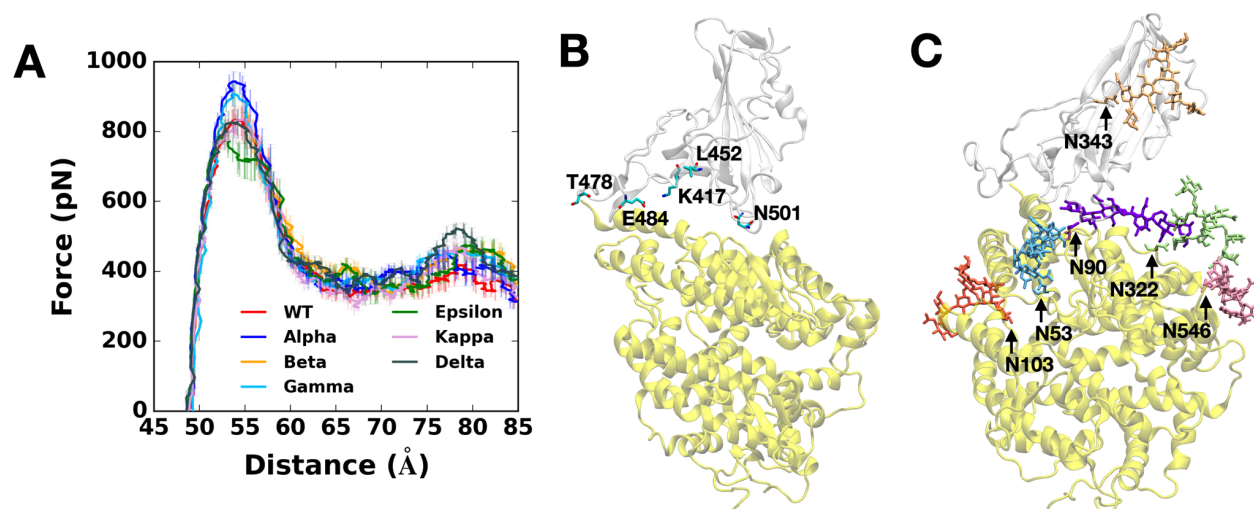 A
Force (pN)
1000
800
600
400
200
0
45 50 55 60 65 70 75 80 85
Distance (Å)
WT
Alpha
Beta
Gamma
Epsilon
Kappa
Delta
B
L452
T478
K417
E484
N501
C
N343
N90
N322
N53
N546
N103